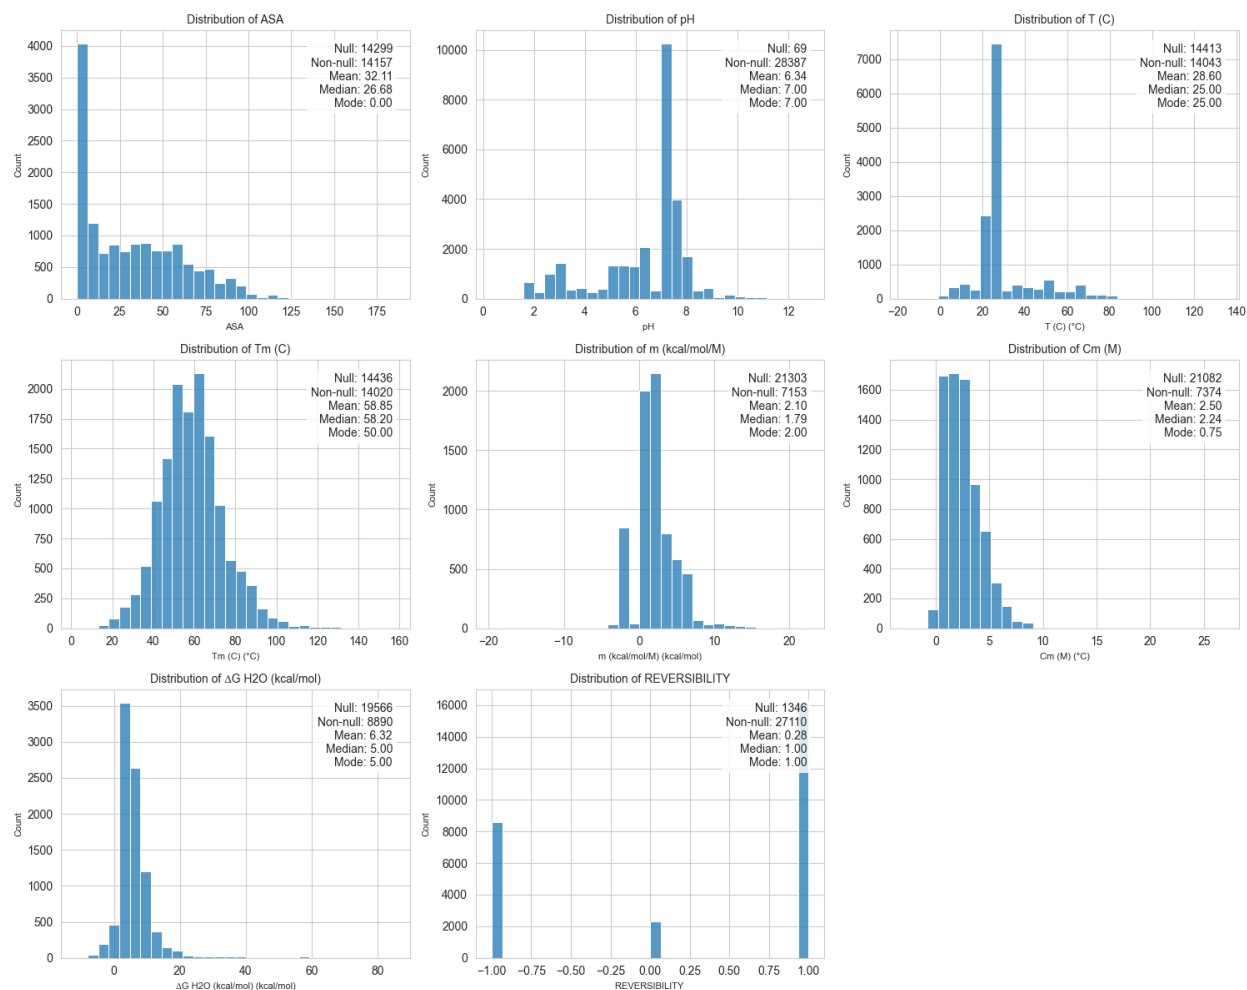 Distribution of ASA
4000
3500
3000
2500
2000
1500
1000
500
0
Count
Null: 14299
Non-null: 14157
Mean: 32.11
Median: 26.68
Mode: 0.00
0 25 50 75 100 125 150 175
ASA
Distribution of pH
10000
8000
6000
4000
2000
0
Count
Null: 69
Non-null: 28387
Mean: 6.34
Median: 7.00
Mode: 7.00
0 2 4 6 8 10 12
pH
Distribution of T (C)
7000
6000
5000
4000
3000
2000
1000
0
Count
Null: 14413
Non-null: 14043
Mean: 28.60
Median: 25.00
Mode: 25.00
−20 0 20 40 60 80 100 120 140
T (C) (°C)
Distribution of Tm (C)
2000
1750
1500
1250
1000
750
500
250
0
Count
Null: 14436
Non-null: 14020
Mean: 58.85
Median: 58.20
Mode: 50.00
0 20 40 60 80 100 120 140 160
Tm (C) (°C)
Distribution of m (kcal/mol/M)
2000
1500
1000
500
0
Count
Null: 21303
Non-null: 7153
Mean: 2.10
Median: 1.79
Mode: 2.00
−20 −10 0 10 20
m (kcal/mol/M) (kcal/mol)
Distribution of Cm (M)
1600
1400
1200
1000
800
600
400
200
0
Count
Null: 21082
Non-null: 7374
Mean: 2.50
Median: 2.24
Mode: 0.75
0 5 10 15 20 25
Cm (M) (°C)
Distribution of ΔG H2O (kcal/mol)
3500
3000
2500
2000
1500
1000
500
0
Count
Null: 19566
Non-null: 8890
Mean: 6.32
Median: 5.00
Mode: 5.00
0 20 40 60 80
ΔG H2O (kcal/mol) (kcal/mol)
Distribution of REVERSIBILITY
16000
14000
12000
10000
8000
6000
4000
2000
0
Count
Null: 1346
Non-null: 27110
Mean: 0.28
Median: 1.00
Mode: 1.00
−1.00 −0.75 −0.50 −0.25 0.00 0.25 0.50 0.75 1.00
REVERSIBILITY